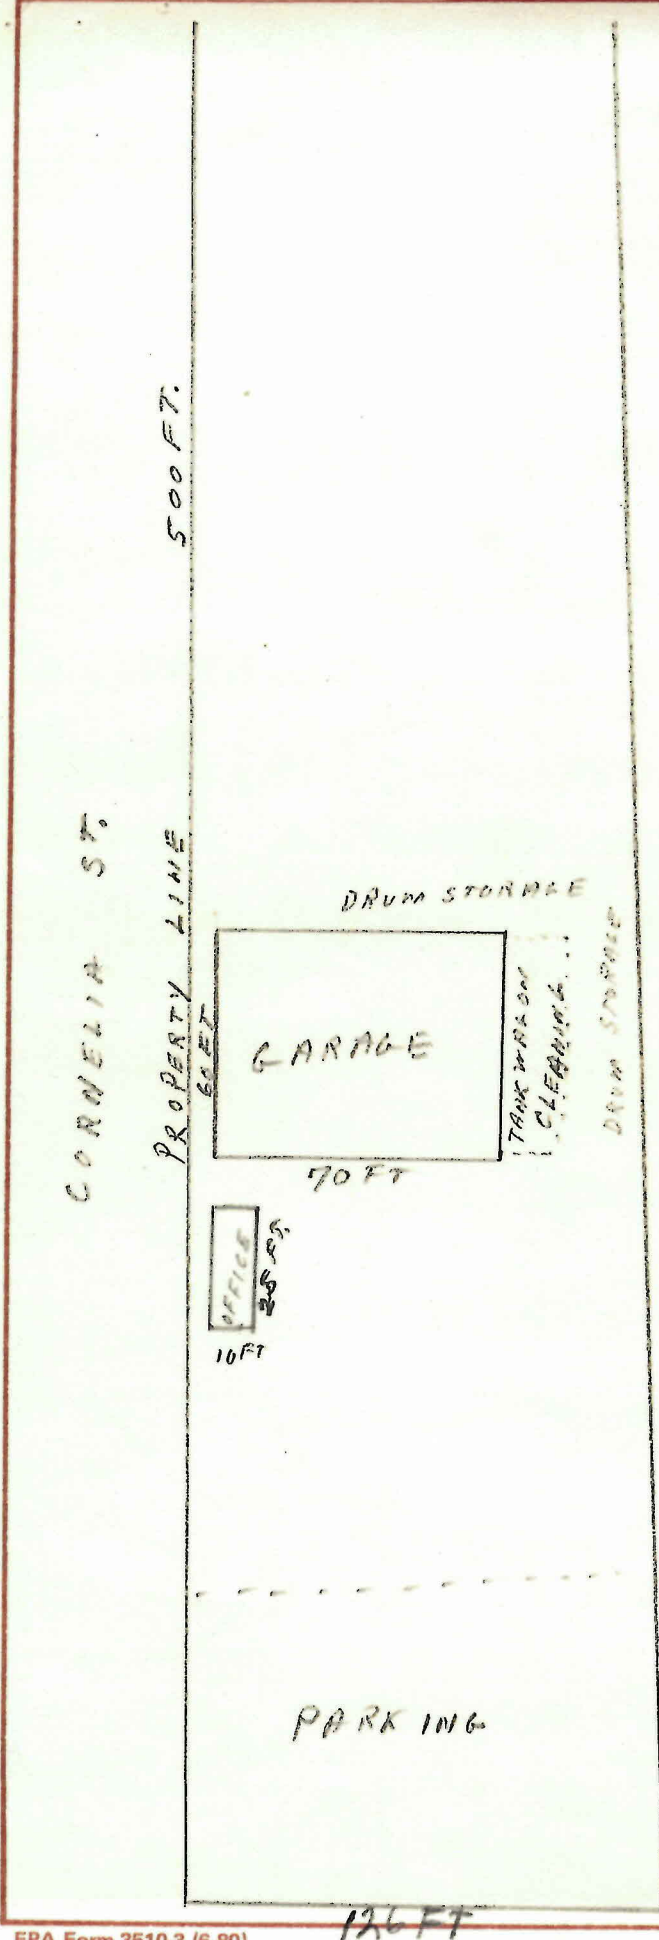 500 FT.
CORNELIA ST.
PROPERTY LINE
DRUM STORAGE
60 FT
GARAGE
TANK WAGON
CLEANING
DRUM STORAGE
70 FT
OFFICE
25 FT.
10 FT
PARKING
126 FT
EPA Form 3510-3 (6-80)